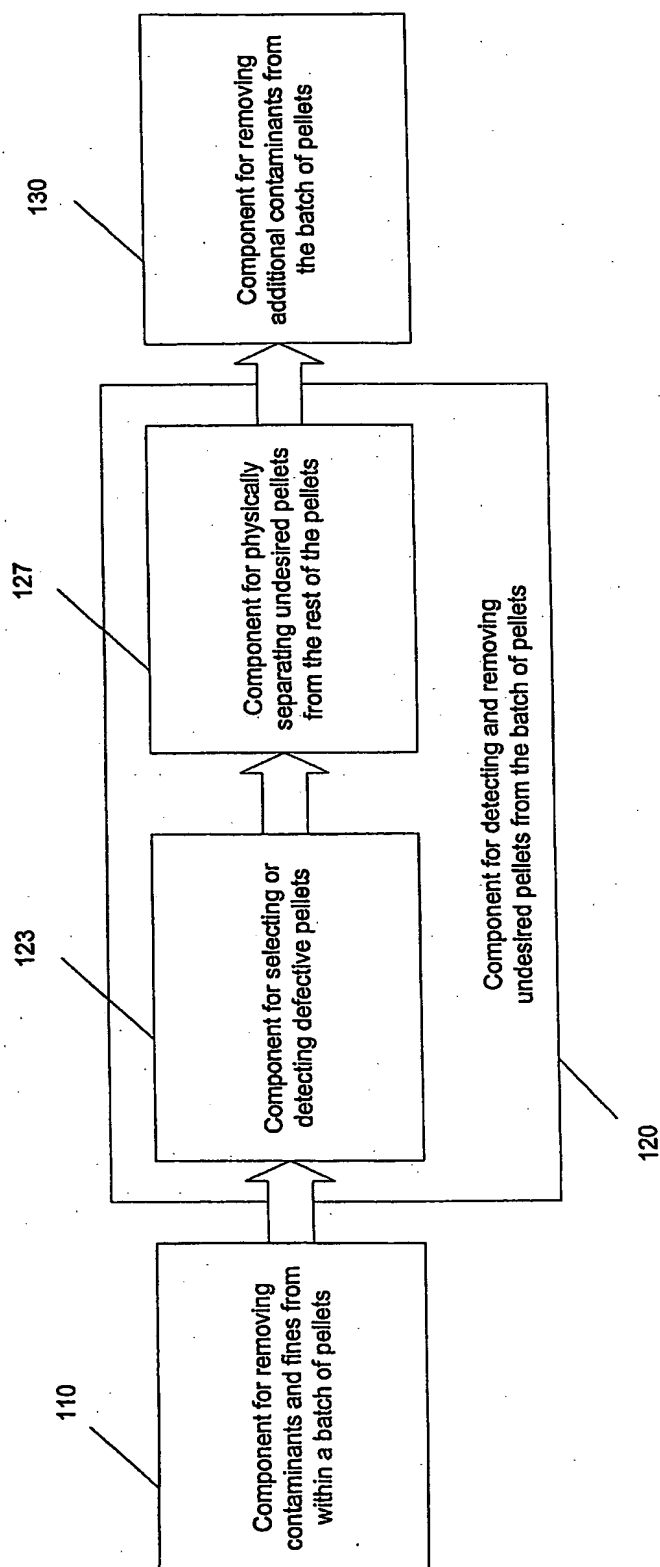 110
Component for removing
contaminants and fines from
within a batch of pellets
123
Component for selecting or
detecting defective pellets
127
Component for physically
separating undesired pellets
from the rest of the pellets
Component for detecting and removing
undesired pellets from the batch of pellets
120
130
Component for removing
additional contaminants from
the batch of pellets